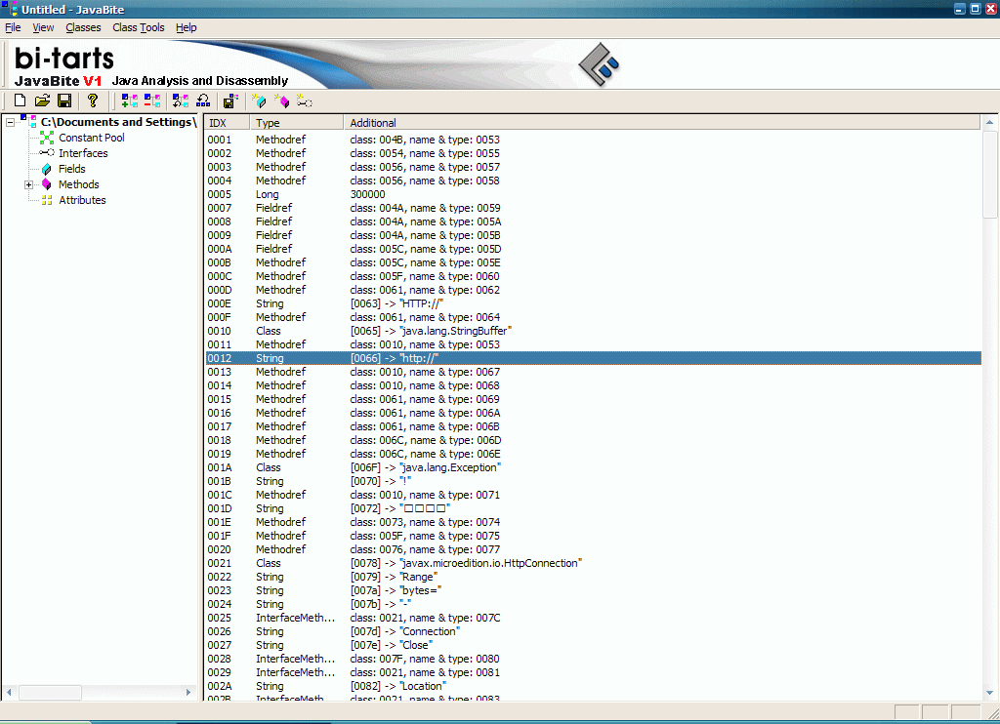 Untitled - JavaBite
File View Classes Class Tools Help
bi-tarts
JavaBite V1 Java Analysis and Disassembly
C:\Documents and Settings\
Constant Pool
Interfaces
Fields
Methods
Attributes
IDX Type Additional
0001 Methodref class: 004B, name & type: 0053
0002 Methodref class: 0054, name & type: 0055
0003 Methodref class: 0056, name & type: 0057
0004 Methodref class: 0056, name & type: 0058
0005 Long 300000
0007 Fieldref class: 004A, name & type: 0059
0008 Fieldref class: 004A, name & type: 005A
0009 Fieldref class: 004A, name & type: 005B
000A Fieldref class: 005C, name & type: 005D
000B Methodref class: 005C, name & type: 005E
000C Methodref class: 005F, name & type: 0060
000D Methodref class: 0061, name & type: 0062
000E String [0063] -> "HTTP://"
000F Methodref class: 0061, name & type: 0064
0010 Class [0065] -> "java.lang.StringBuffer"
0011 Methodref class: 0010, name & type: 0053
0012 String [0066] -> "http://"
0013 Methodref class: 0010, name & type: 0067
0014 Methodref class: 0010, name & type: 0068
0015 Methodref class: 0061, name & type: 0069
0016 Methodref class: 0061, name & type: 006A
0017 Methodref class: 0061, name & type: 006B
0018 Methodref class: 006C, name & type: 006D
0019 Methodref class: 006C, name & type: 006E
001A Class [006F] -> "java.lang.Exception"
001B String [0070] -> "!"
001C Methodref class: 0010, name & type: 0071
001D String [0072] -> "□□□□"
001E Methodref class: 0073, name & type: 0074
001F Methodref class: 005F, name & type: 0075
0020 Methodref class: 0076, name & type: 0077
0021 Class [0078] -> "javax.microedition.io.HttpConnection"
0022 String [0079] -> "Range"
0023 String [007a] -> "bytes="
0024 String [007b] -> "-"
0025 InterfaceMeth... class: 0021, name & type: 007C
0026 String [007d] -> "Connection"
0027 String [007e] -> "Close"
0028 InterfaceMeth... class: 007F, name & type: 0080
0029 InterfaceMeth... class: 0021, name & type: 0081
002A String [0082] -> "Location"
002B InterfaceMeth... class: 0021, name & type: 0083